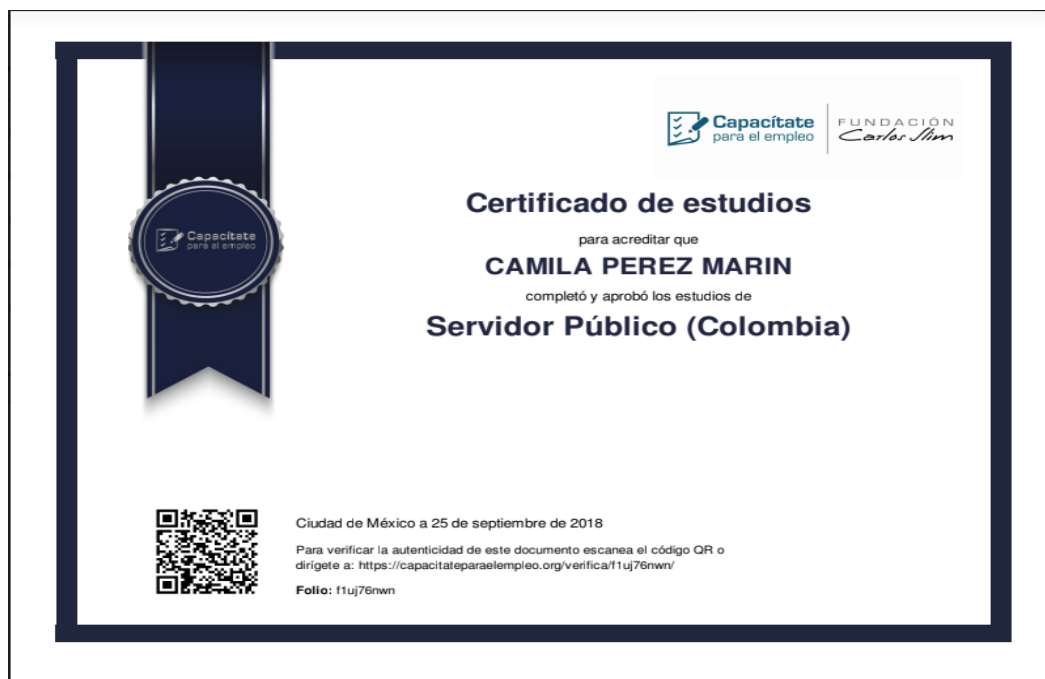 Capacítate
para el empleo
FUNDACIÓN
Carlos Slim
Certificado de estudios
para acreditar que
CAMILA PEREZ MARIN
completó y aprobó los estudios de
Servidor Público (Colombia)
Capacítate
para el empleo
Ciudad de México a 25 de septiembre de 2018
Para verificar la autenticidad de este documento escanea el código QR o
dirígete a: https://capacitateparaelempleo.org/verifica/f1uj76nwn/
Folio: f1uj76nwn